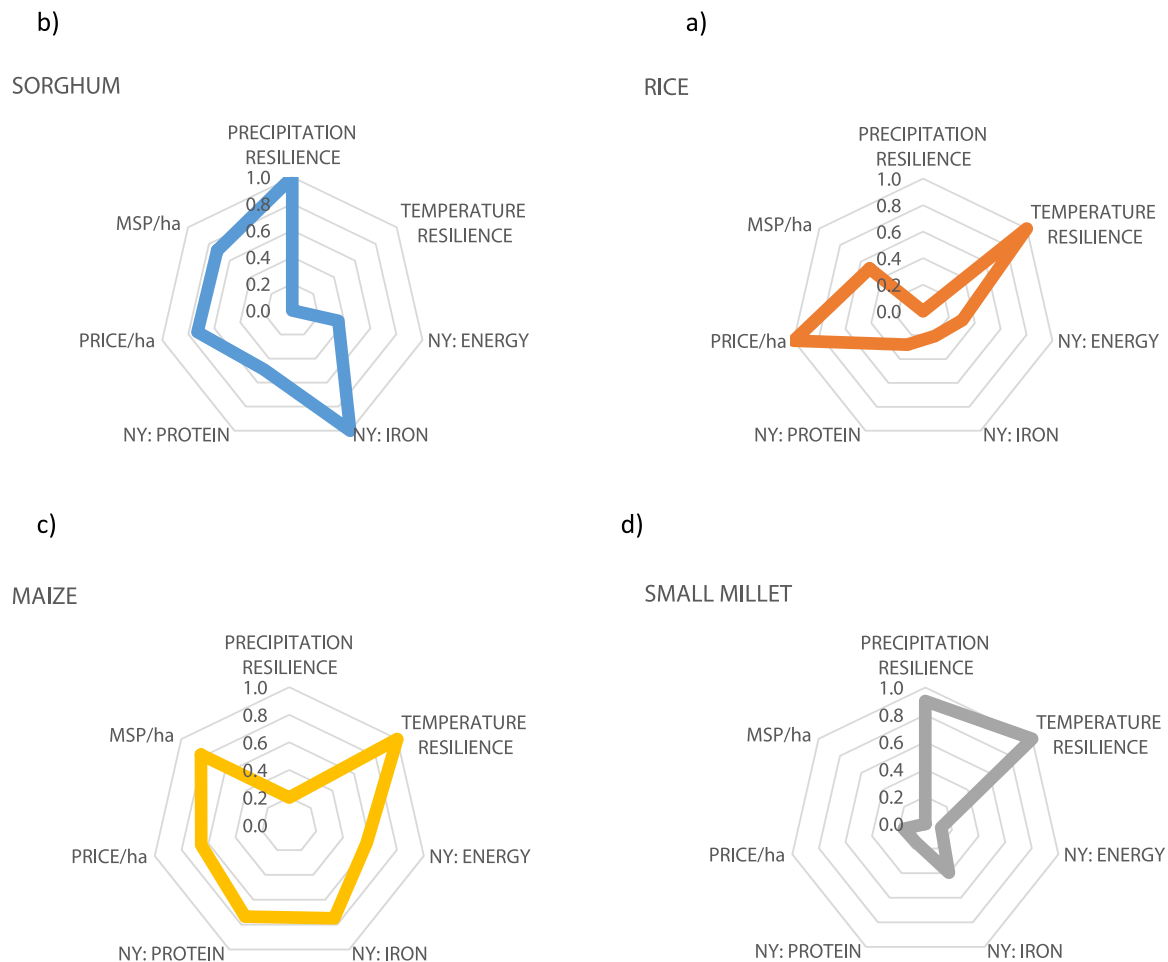 b)
SORGHUM
PRECIPITATION
RESILIENCE
1.0
0.8
0.6
0.4
0.2
0.0
TEMPERATURE
RESILIENCE
NY: ENERGY
NY: IRON
NY: PROTEIN
PRICE/ha
MSP/ha
a)
RICE
PRECIPITATION
RESILIENCE
1.0
0.8
0.6
0.4
0.2
0.0
TEMPERATURE
RESILIENCE
NY: ENERGY
NY: IRON
NY: PROTEIN
PRICE/ha
MSP/ha
c)
MAIZE
PRECIPITATION
RESILIENCE
1.0
0.8
0.6
0.4
0.2
0.0
TEMPERATURE
RESILIENCE
NY: ENERGY
NY: IRON
NY: PROTEIN
PRICE/ha
MSP/ha
d)
SMALL MILLET
PRECIPITATION
RESILIENCE
1.0
0.8
0.6
0.4
0.2
0.0
TEMPERATURE
RESILIENCE
NY: ENERGY
NY: IRON
NY: PROTEIN
PRICE/ha
MSP/ha